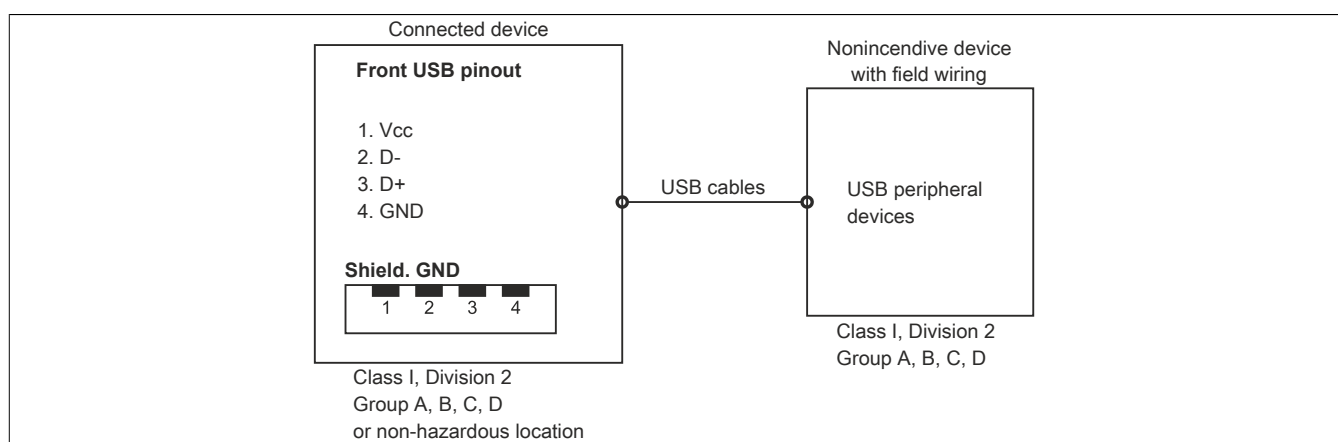 Connected device
Front USB pinout
1. Vcc
2. D-
3. D+
4. GND
Shield. GND
1 2 3 4
Class I, Division 2
Group A, B, C, D
or non-hazardous location
USB cables
Nonincendive device
with field wiring
USB peripheral
devices
Class I, Division 2
Group A, B, C, D